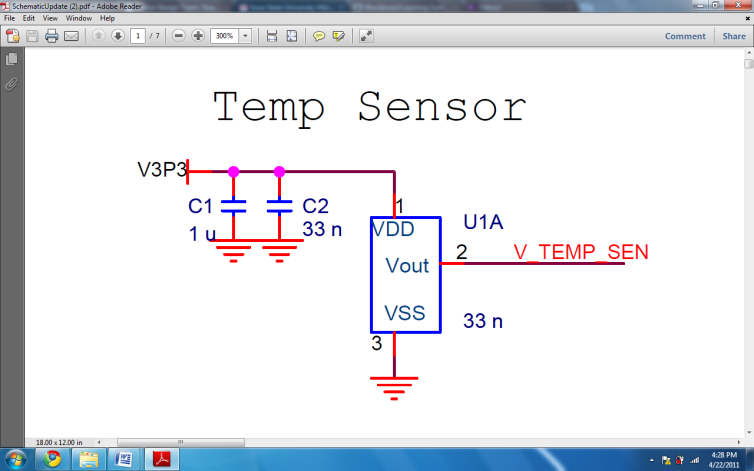 SchematicUpdate (2).pdf - Adobe Reader
File Edit View Window Help
1 / 7 300% Comment Share
Temp Sensor
V3P3
C1 C2
1 u 33 n
1
VDD
U1A
Vout
2
V_TEMP_SEN
VSS
33 n
3
18.00 x 12.00 in
4:28 PM
4/22/2011